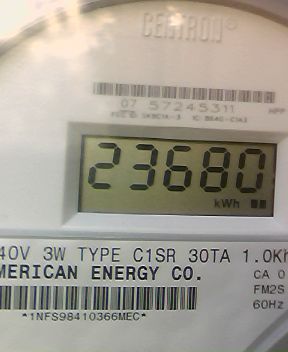 CENTRON®
07 57245311
23680
kWh
40V 3W TYPE C1SR 30TA 1.0Kh
MERICAN ENERGY CO.
CA 0
FM2S
60Hz
*1NFS98410366MEC*